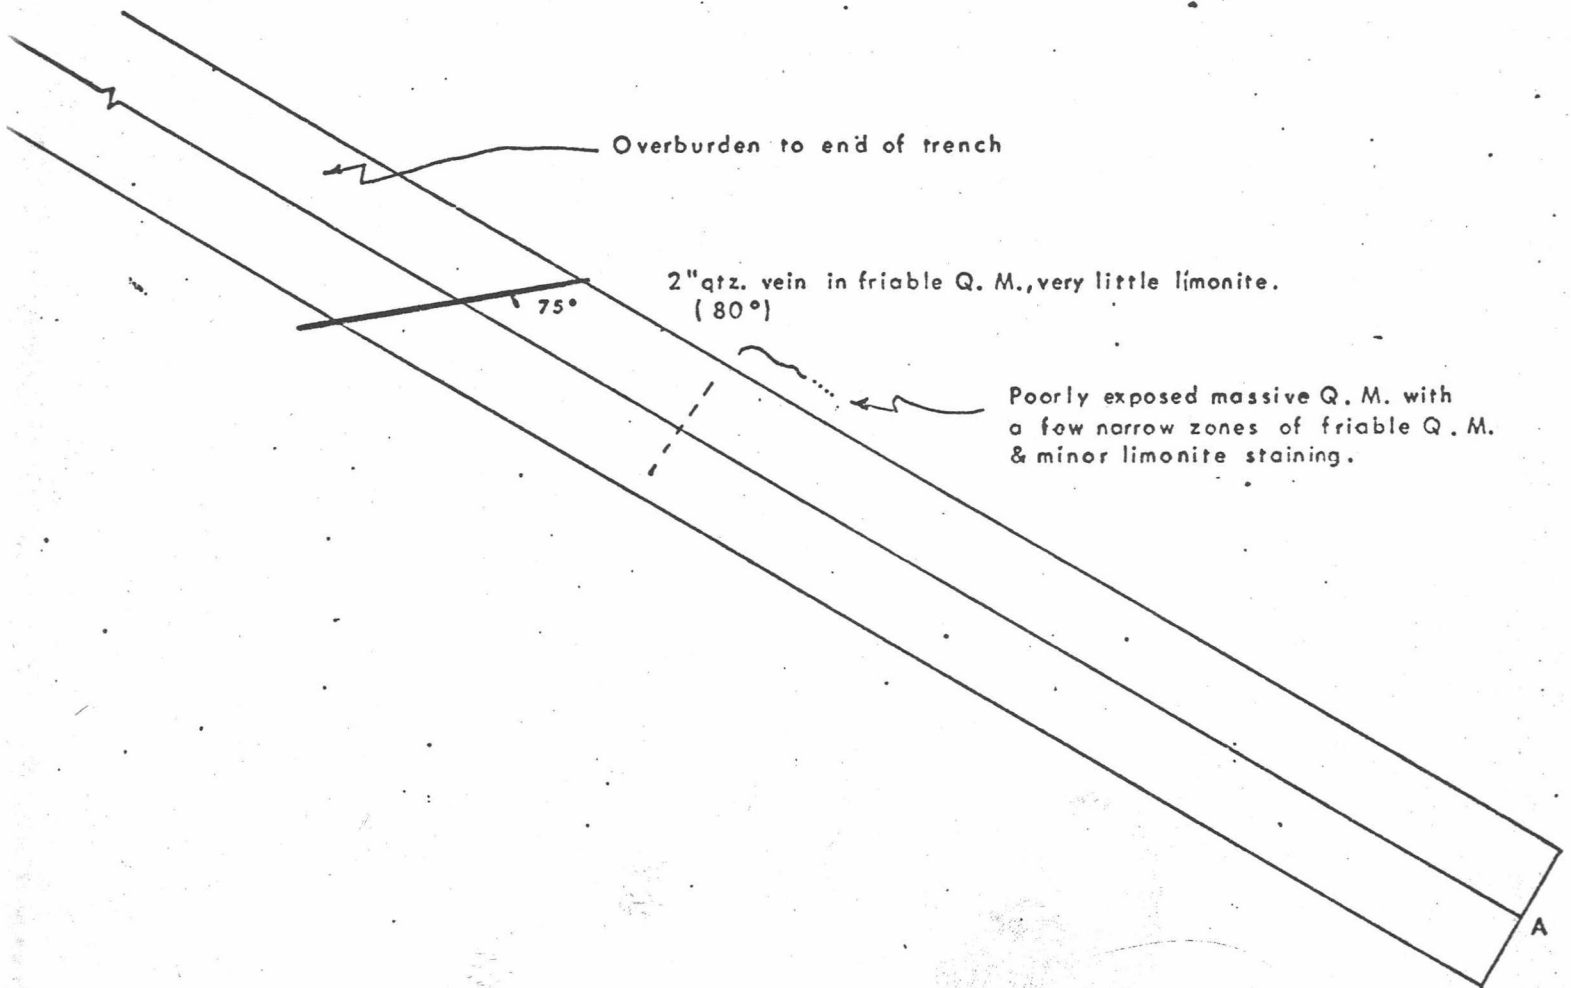 Overburden to end of trench
2" qtz. vein in friable Q. M., very little limonite.
(80°)
75°
Poorly exposed massive Q. M. with
a few narrow zones of friable Q. M.
& minor limonite staining.
A